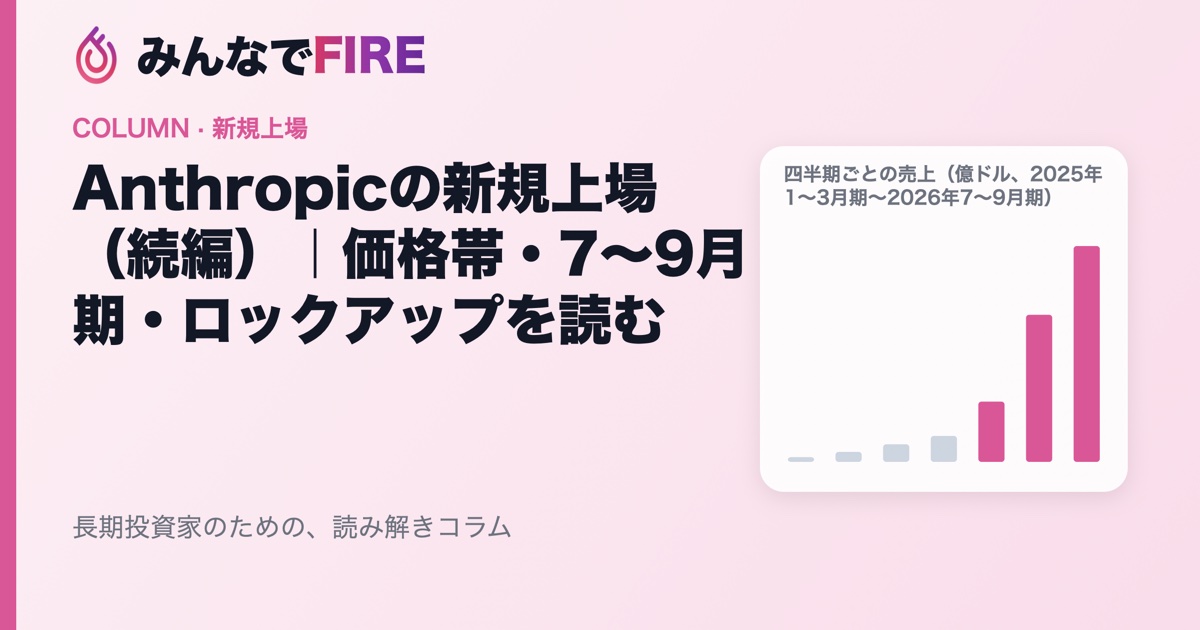 みんなでFIRE
COLUMN · 新規上場
Anthropicの新規上場
（続編）｜価格帯・7〜9月
期・ロックアップを読む
四半期ごとの売上（億ドル、2025年
1〜3月期〜2026年7〜9月期）
長期投資家のための、読み解きコラム